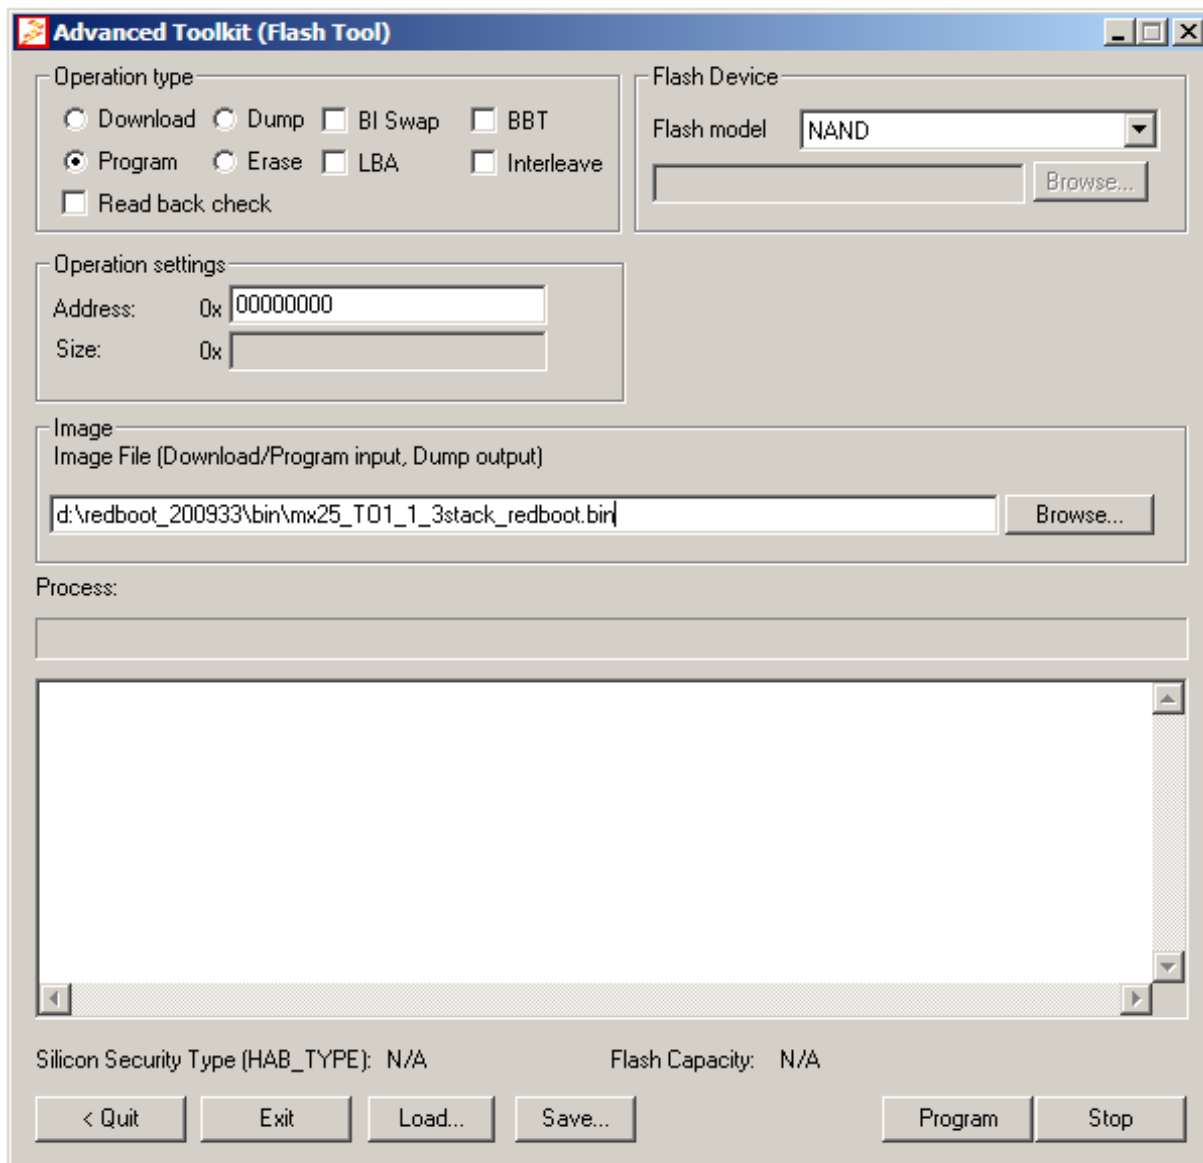 Advanced Toolkit (Flash Tool)
Operation type
Download Dump BI Swap BBT
Program Erase LBA Interleave
Read back check
Flash Device
Flash model NAND
Browse...
Operation settings
Address: 0x 00000000
Size: 0x
Image
Image File (Download/Program input, Dump output)
d:\redboot_200933\bin\mx25_TO1_1_3stack_redboot.bin Browse...
Process:
Silicon Security Type (HAB_TYPE): N/A Flash Capacity: N/A
< Quit Exit Load... Save... Program Stop